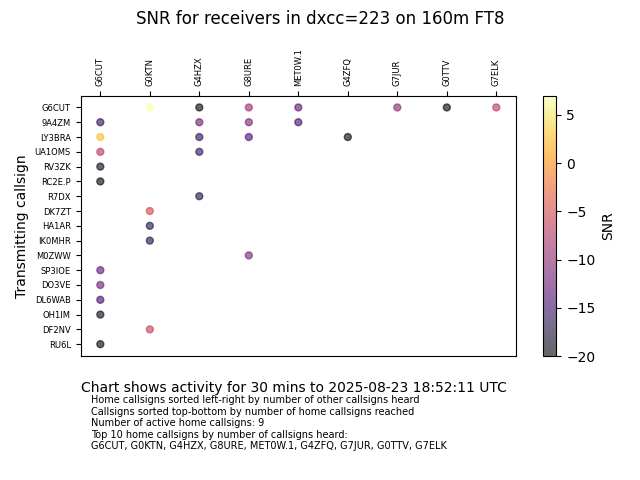 SNR for receivers in dxcc=223 on 160m FT8
G6CUT G0KTN G4HZX G8URE MET0W.1 G4ZFQ G7JUR G0TTV G7ELK
Transmitting callsign
G6CUT
9A4ZM
LY3BRA
UA1OMS
RV3ZK
RC2E.P
R7DX
DK7ZT
HA1AR
IK0MHR
M0ZWW
SP3IOE
DO3VE
DL6WAB
OH1IM
DF2NV
RU6L
5
0
−5
−10
−15
−20
SNR
Chart shows activity for 30 mins to 2025-08-23 18:52:11 UTC
Home callsigns sorted left-right by number of other callsigns heard
Callsigns sorted top-bottom by number of home callsigns reached
Number of active home callsigns: 9
Top 10 home callsigns by number of callsigns heard:
G6CUT, G0KTN, G4HZX, G8URE, MET0W.1, G4ZFQ, G7JUR, G0TTV, G7ELK